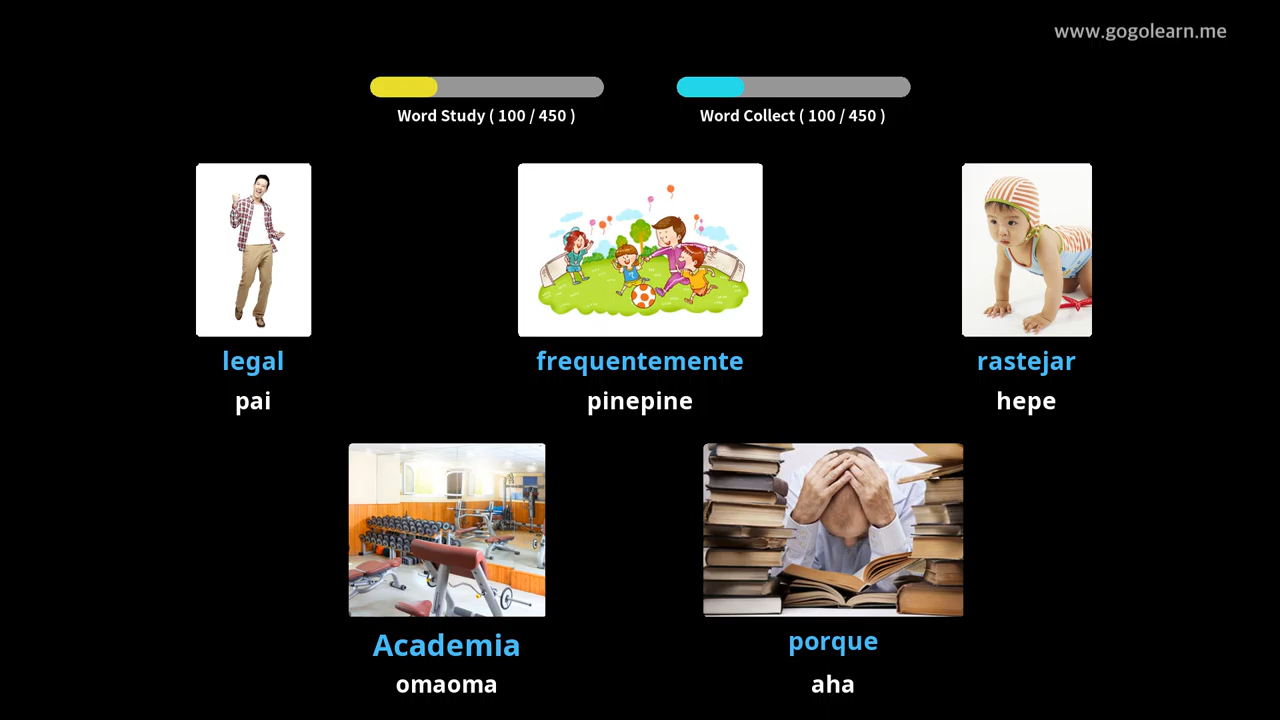 www.gogolearn.me
Word Study ( 100 / 450 )
Word Collect ( 100 / 450 )
legal
pai
frequentemente
pinepine
rastejar
hepe
Academia
omaoma
porque
aha